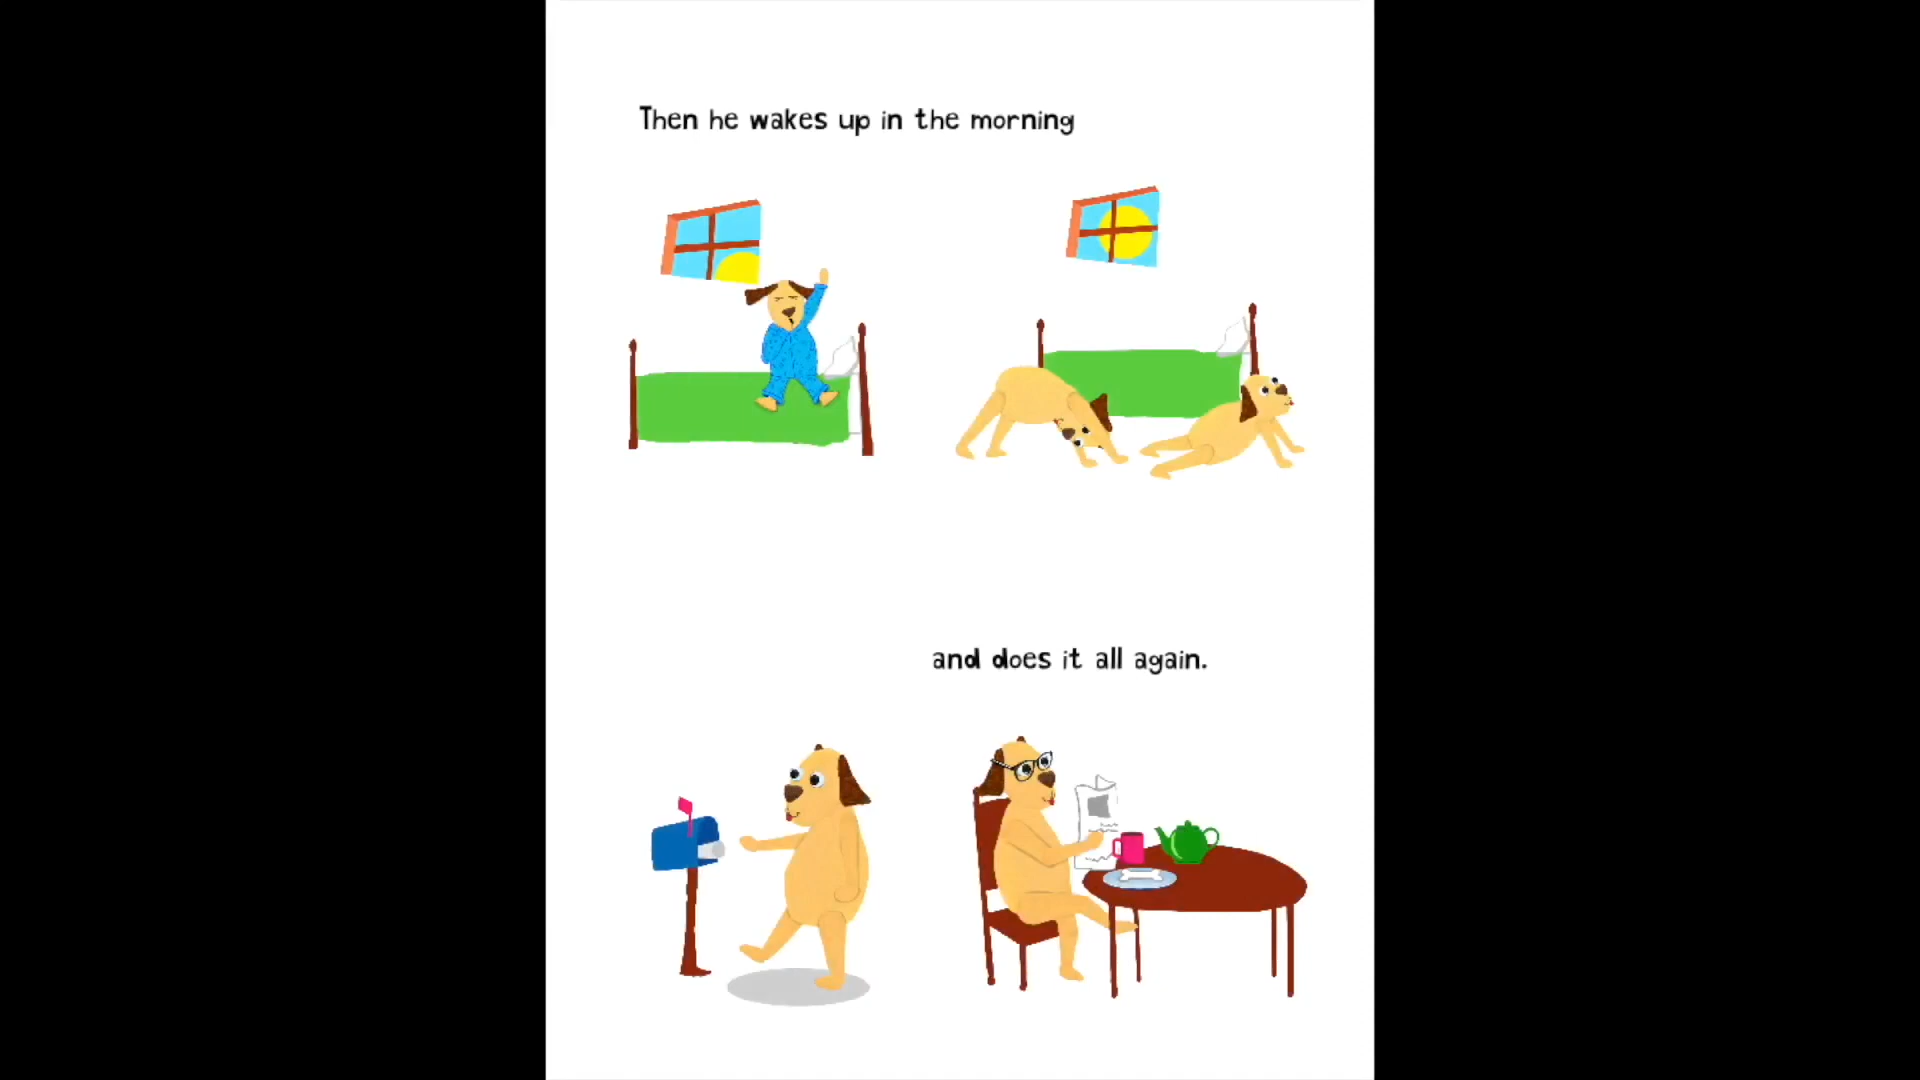 Then he wakes up in the morning
and does it all again.